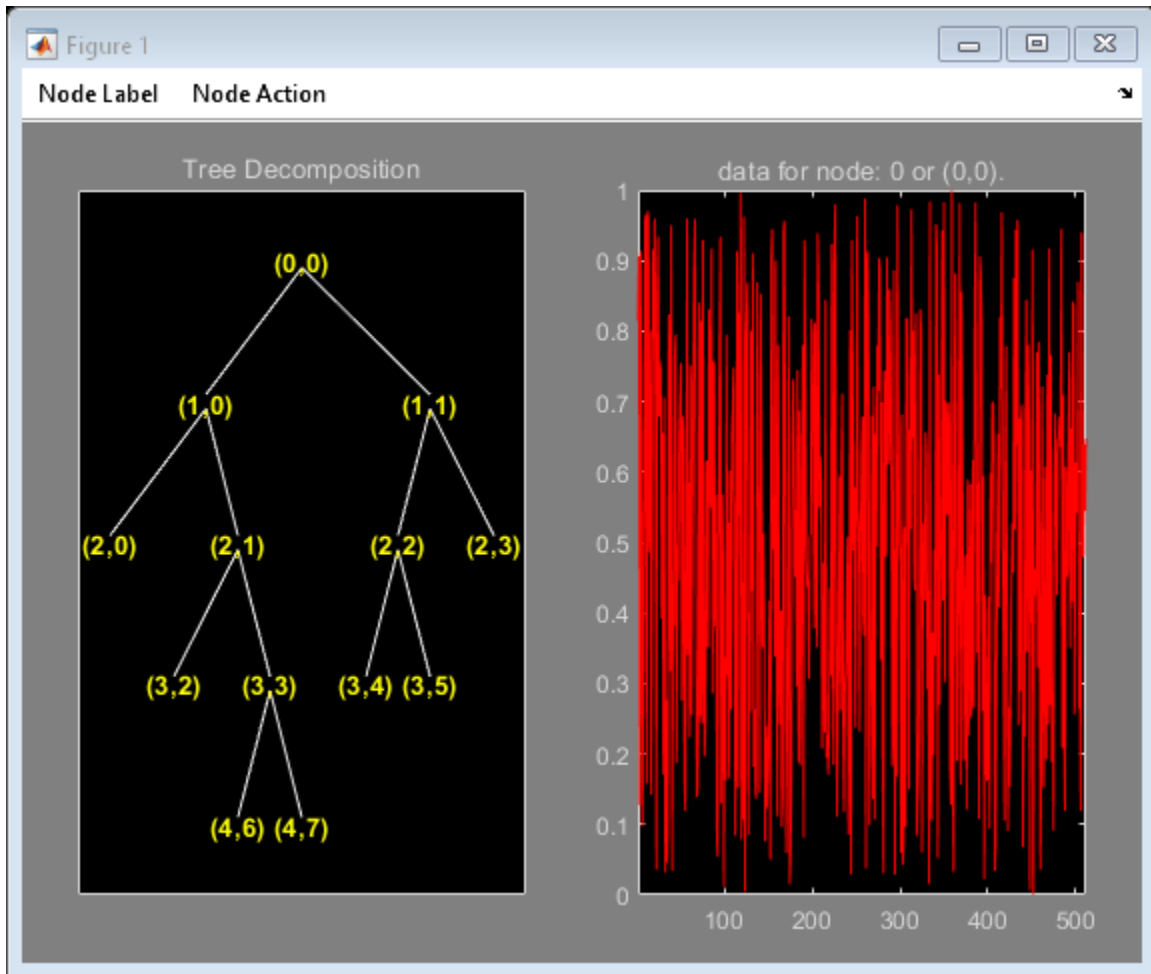 Figure 1
Node Label Node Action
Tree Decomposition
(0,0)
(1,0) (1,1)
(2,0) (2,1) (2,2) (2,3)
(3,2) (3,3) (3,4) (3,5)
(4,6) (4,7)
data for node: 0 or (0,0).
1
0.9
0.8
0.7
0.6
0.5
0.4
0.3
0.2
0.1
0
100 200 300 400 500